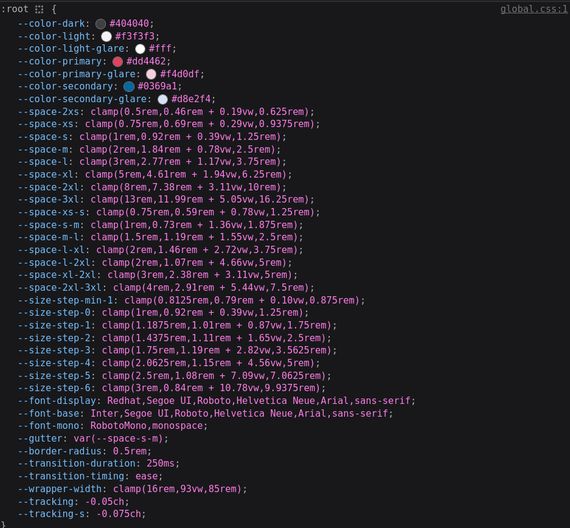 :root {
global.css:1
--color-dark: #404040;
--color-light: #f3f3f3;
--color-light-glare: #fff;
--color-primary: #dd4462;
--color-primary-glare: #f4d0df;
--color-secondary: #0369a1;
--color-secondary-glare: #d8e2f4;
--space-2xs: clamp(0.5rem,0.46rem + 0.19vw,0.625rem);
--space-xs: clamp(0.75rem,0.69rem + 0.29vw,0.9375rem);
--space-s: clamp(1rem,0.92rem + 0.39vw,1.25rem);
--space-m: clamp(2rem,1.84rem + 0.78vw,2.5rem);
--space-l: clamp(3rem,2.77rem + 1.17vw,3.75rem);
--space-xl: clamp(5rem,4.61rem + 1.94vw,6.25rem);
--space-2xl: clamp(8rem,7.38rem + 3.11vw,10rem);
--space-3xl: clamp(13rem,11.99rem + 5.05vw,16.25rem);
--space-xs-s: clamp(0.75rem,0.59rem + 0.78vw,1.25rem);
--space-s-m: clamp(1rem,0.73rem + 1.36vw,1.875rem);
--space-m-l: clamp(1.5rem,1.19rem + 1.55vw,2.5rem);
--space-l-xl: clamp(2rem,1.46rem + 2.72vw,3.75rem);
--space-l-2xl: clamp(2rem,1.07rem + 4.66vw,5rem);
--space-xl-2xl: clamp(3rem,2.38rem + 3.11vw,5rem);
--space-2xl-3xl: clamp(4rem,2.91rem + 5.44vw,7.5rem);
--size-step-min-1: clamp(0.8125rem,0.79rem + 0.10vw,0.875rem);
--size-step-0: clamp(1rem,0.92rem + 0.39vw,1.25rem);
--size-step-1: clamp(1.1875rem,1.01rem + 0.87vw,1.75rem);
--size-step-2: clamp(1.4375rem,1.11rem + 1.65vw,2.5rem);
--size-step-3: clamp(1.75rem,1.19rem + 2.82vw,3.5625rem);
--size-step-4: clamp(2.0625rem,1.15rem + 4.56vw,5rem);
--size-step-5: clamp(2.5rem,1.08rem + 7.09vw,7.0625rem);
--size-step-6: clamp(3rem,0.84rem + 10.78vw,9.9375rem);
--font-display: Redhat,Segoe UI,Roboto,Helvetica Neue,Arial,sans-serif;
--font-base: Inter,Segoe UI,Roboto,Helvetica Neue,Arial,sans-serif;
--font-mono: RobotoMono,monospace;
--gutter: var(--space-s-m);
--border-radius: 0.5rem;
--transition-duration: 250ms;
--transition-timing: ease;
--wrapper-width: clamp(16rem,93vw,85rem);
--tracking: -0.05ch;
--tracking-s: -0.075ch;
}